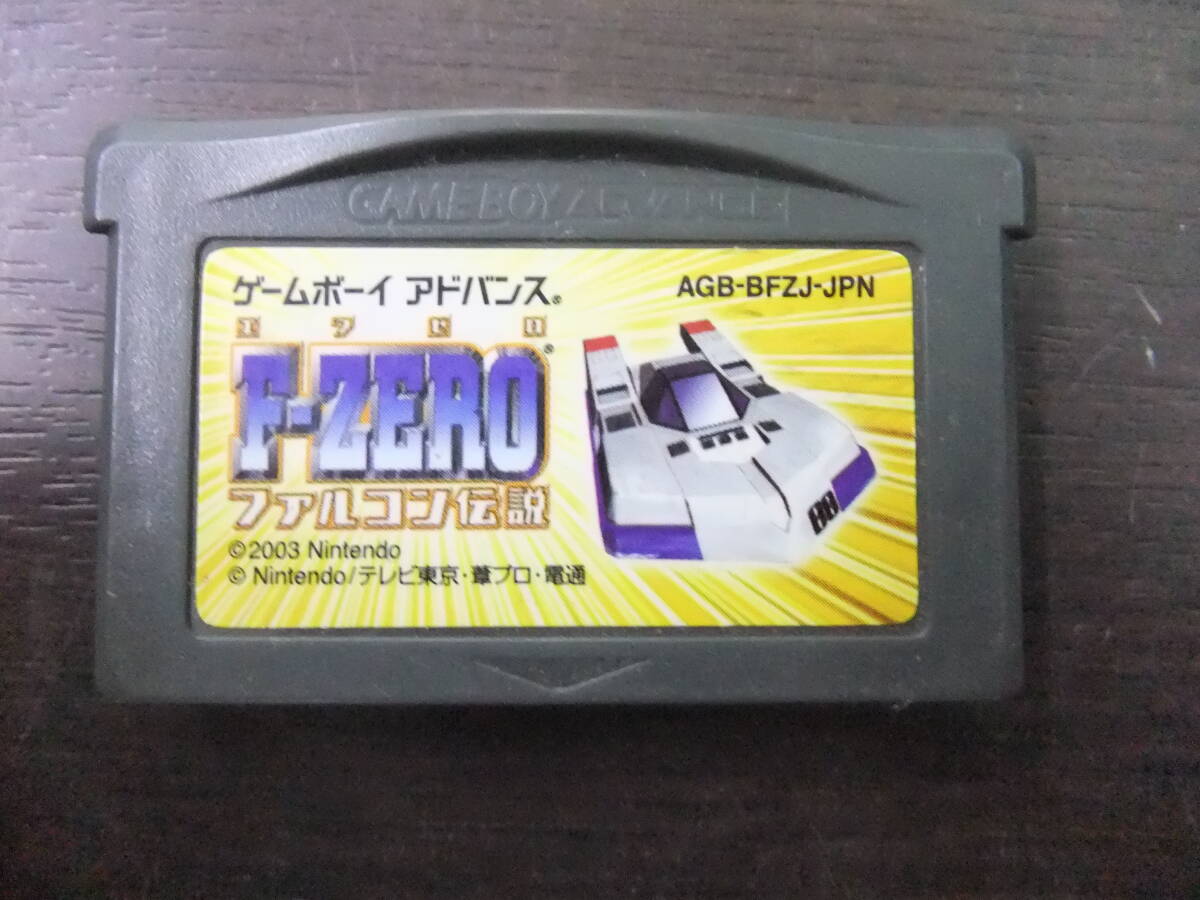 GAMEBOY ADVANCE
ゲームボーイ アドバンス®
AGB-BFZJ-JPN
エフゼロ
F-ZERO®
ファルコン伝説
©2003 Nintendo
© Nintendo/テレビ東京・葦プロ・電通